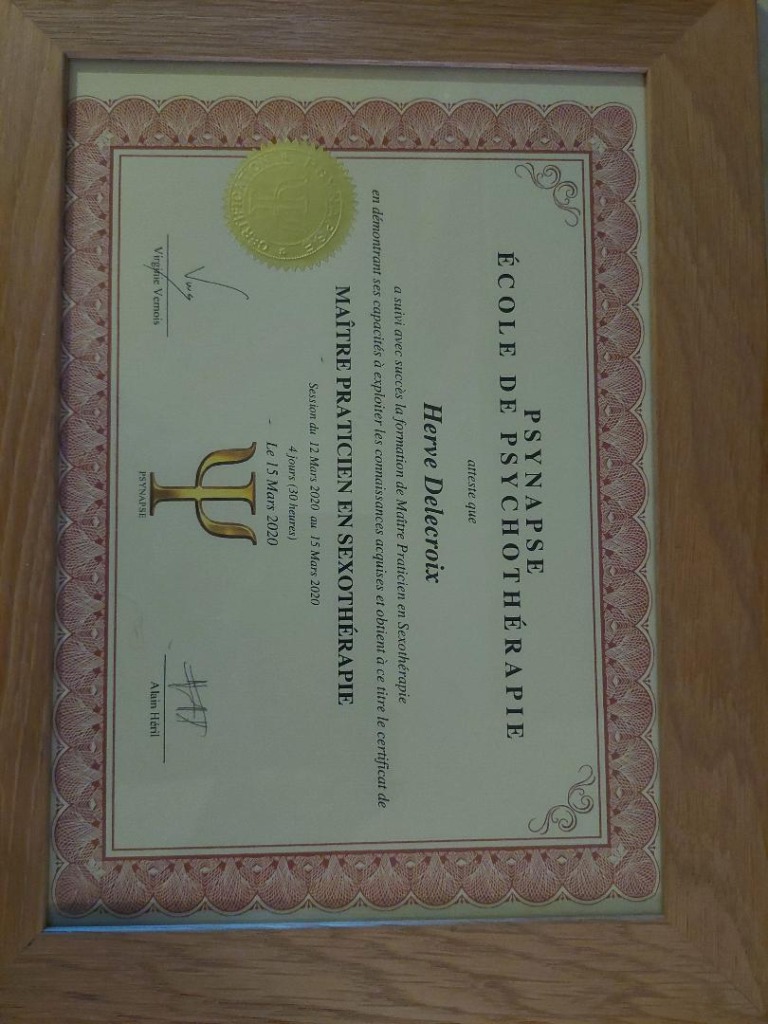 PSYNAPSE
ÉCOLE DE PSYCHOTHÉRAPIE
atteste que
Herve Delecroix
a suivi avec succès la formation de Maître Praticien en Sexothérapie
en démontrant ses capacités à exploiter les connaissances acquises et obtient à ce titre le certificat de
MAÎTRE PRATICIEN EN SEXOTHÉRAPIE
Session du 12 Mars 2020 au 15 Mars 2020
4 jours (30 heures)
Le 15 Mars 2020
Virginie Vernois
PSYNAPSE
Alain Héril